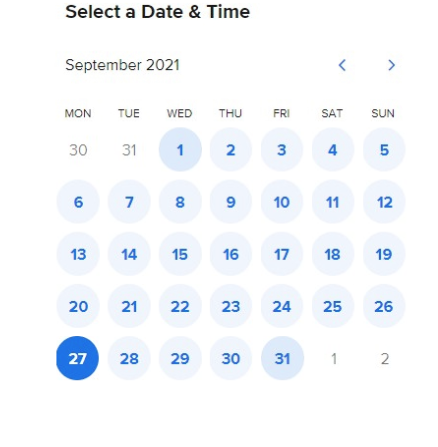 Select a Date & Time
September 2021
MON TUE WED THU FRI SAT SUN
30 31 1 2 3 4 5
6 7 8 9 10 11 12
13 14 15 16 17 18 19
20 21 22 23 24 25 26
27 28 29 30 31 1 2